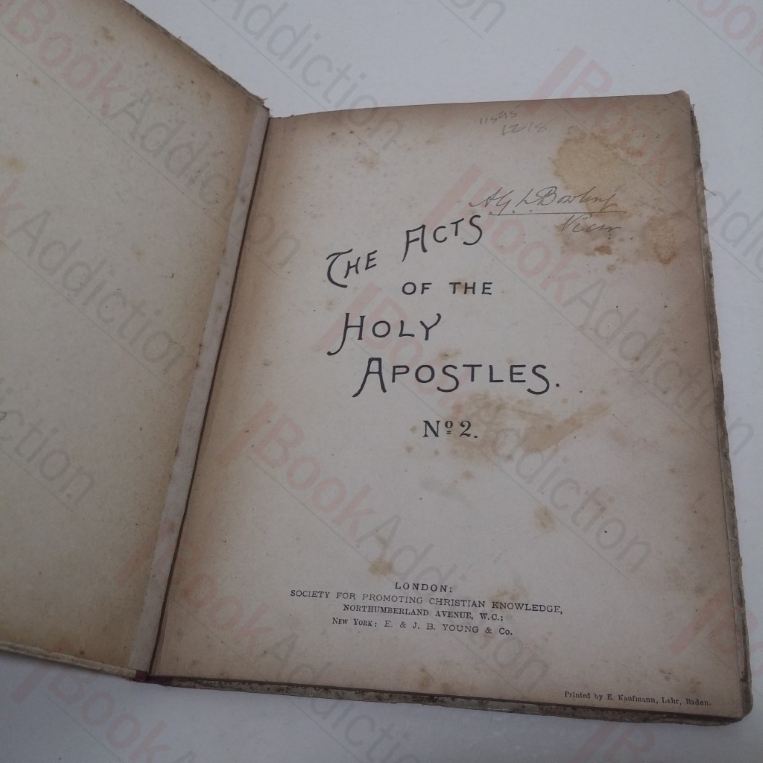 THE ACTS
OF THE
HOLY
APOSTLES.
Nº 2.
LONDON:
SOCIETY FOR PROMOTING CHRISTIAN KNOWLEDGE,
NORTHUMBERLAND AVENUE, W.C.;
NEW YORK: E. & J. B. YOUNG & Co.
Printed by E. Kaufmann, Lahr, Baden.
BookAddiction